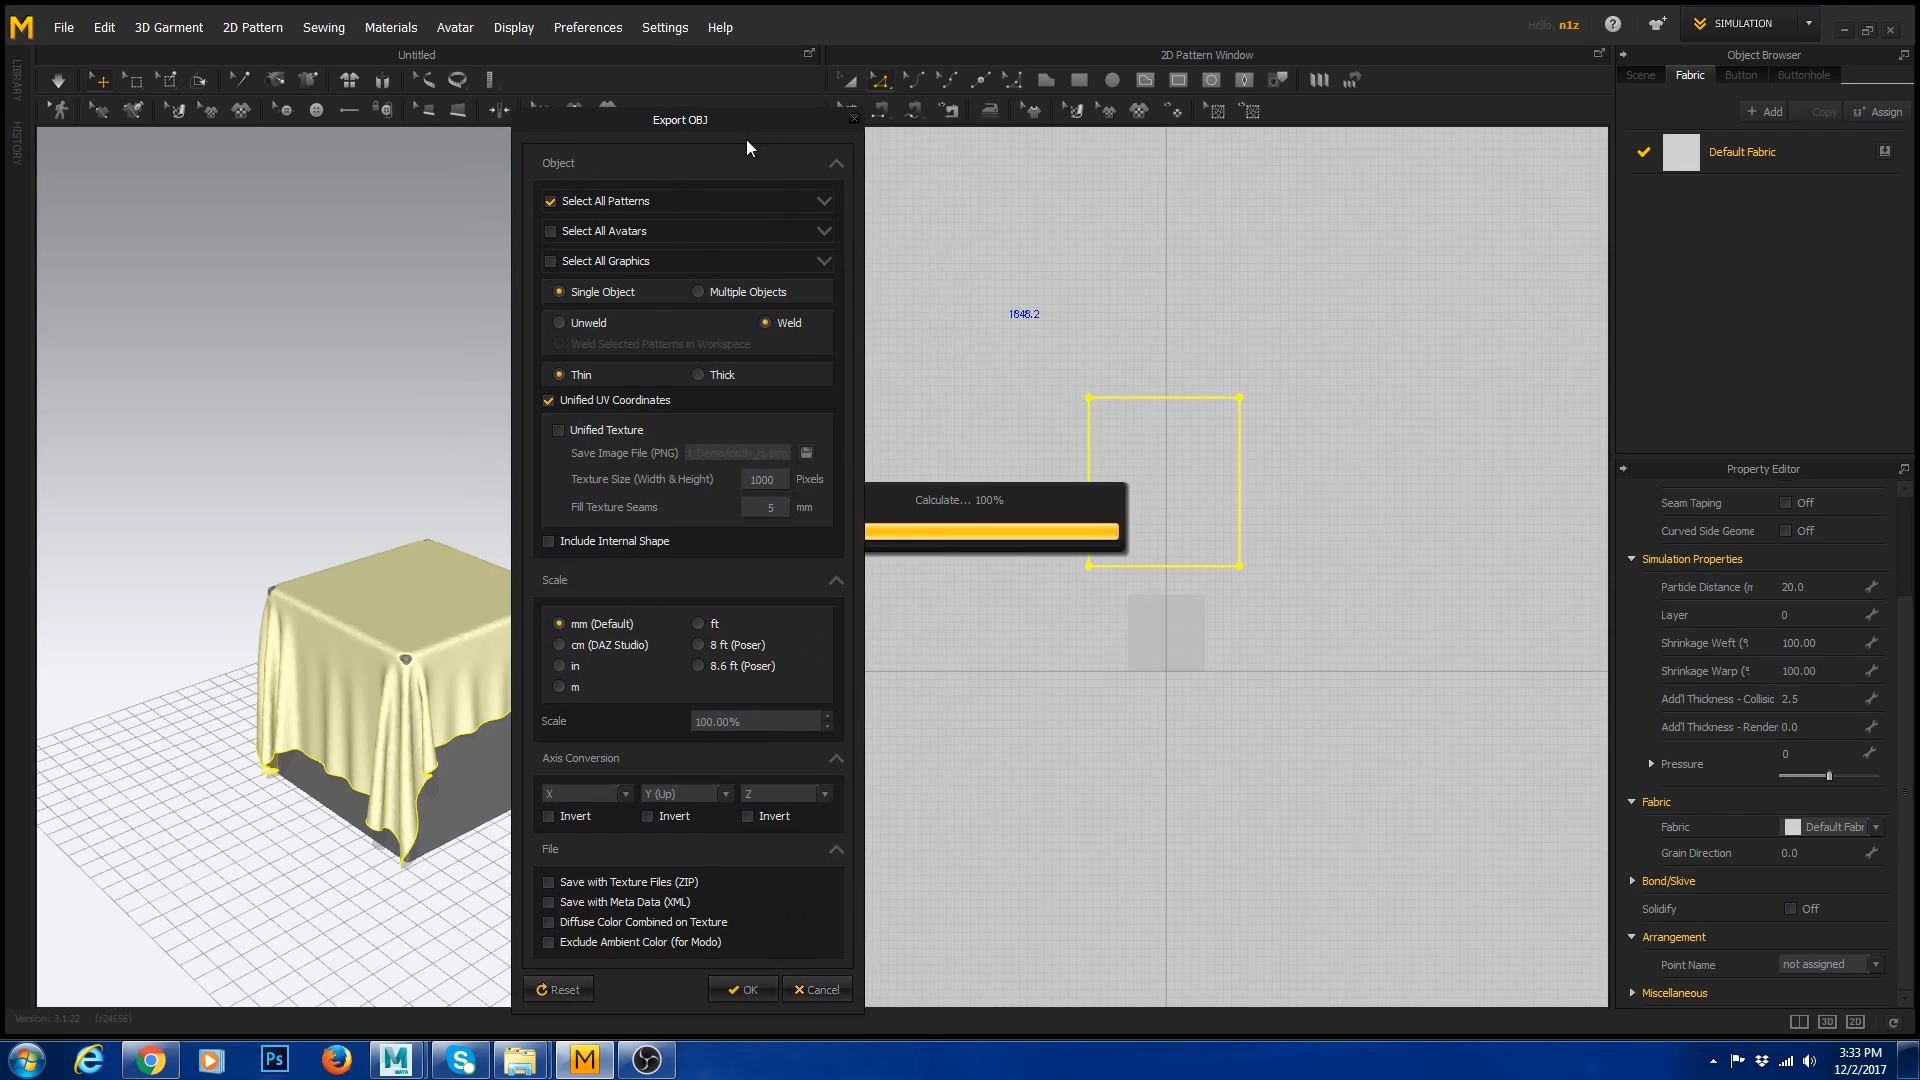 M File Edit 3D Garment 2D Pattern Sewing Materials Avatar Display Preferences Settings Help
Hello, n1z ? SIMULATION
Untitled
2D Pattern Window
Object Browser
LIBRARY
HISTORY
Scene Fabric Button Buttonhole
+ Add Copy Assign
Default Fabric
Export OBJ
Object
Select All Patterns
Select All Avatars
Select All Graphics
Single Object Multiple Objects
Unweld Weld
Weld Selected Patterns in Workspace
Thin Thick
Unified UV Coordinates
Unified Texture
Save Image File (PNG)
Texture Size (Width & Height) 1000 Pixels
Fill Texture Seams 5 mm
Include Internal Shape
Scale
mm (Default) ft
cm (DAZ Studio) 8 ft (Poser)
in 8.6 ft (Poser)
m
Scale 100.00%
Axis Conversion
X Y (Up) Z
Invert Invert Invert
File
Save with Texture Files (ZIP)
Save with Meta Data (XML)
Diffuse Color Combined on Texture
Exclude Ambient Color (for Modo)
Reset OK Cancel
1848.2
Calculate... 100%
Property Editor
Seam Taping Off
Curved Side Geome Off
Simulation Properties
Particle Distance (n 20.0
Layer 0
Shrinkage Weft (% 100.00
Shrinkage Warp (% 100.00
Add'l Thickness - Collisic 2.5
Add'l Thickness - Render 0.0
Pressure 0
Fabric
Fabric Default Fabr
Grain Direction 0.0
Bond/Skive
Solidify Off
Arrangement
Point Name not assigned
Miscellaneous
Version: 3.1.22 (r24656)
3D 2D
Ps
M MAYA
S
M
3:33 PM
12/2/2017